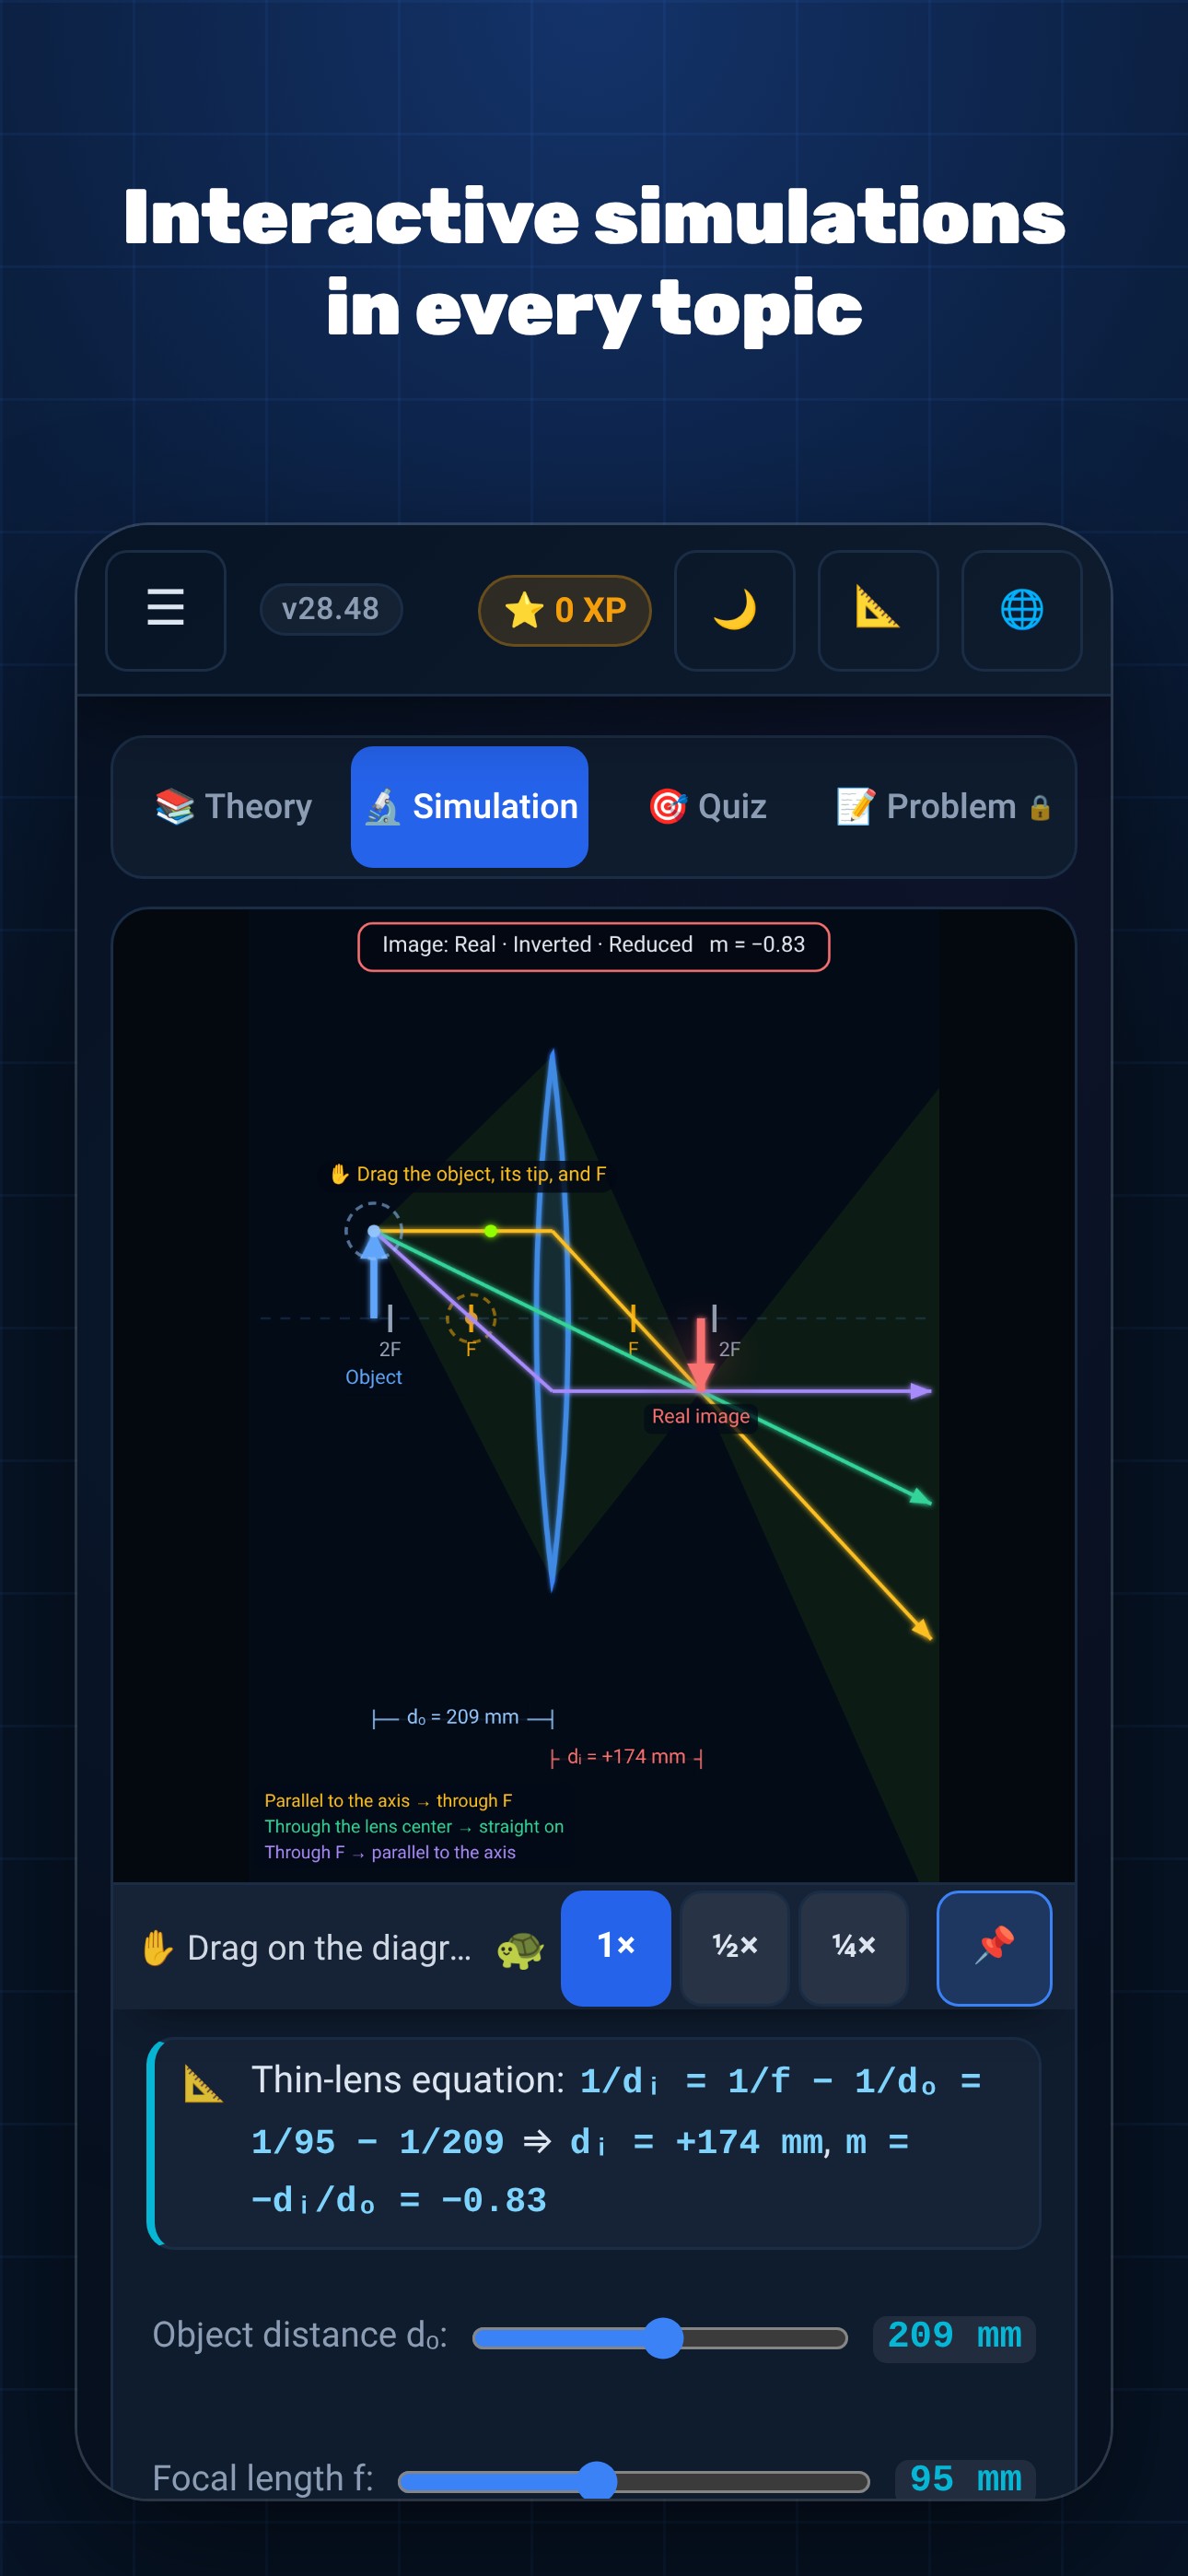 Interactive simulations
in every topic
☰ v28.48 ⭐ 0 XP 🌙 📐 🌐
📚 Theory 🔬 Simulation 🎯 Quiz 📝 Problem 🔒
Image: Real · Inverted · Reduced m = −0.83
✋ Drag the object, its tip, and F
2F F F 2F
Object
Real image
dₒ = 209 mm
dᵢ = +174 mm
Parallel to the axis → through F
Through the lens center → straight on
Through F → parallel to the axis
✋ Drag on the diagr... 🐢 1× ½× ¼× 📌
📐 Thin-lens equation: 1/dᵢ = 1/f − 1/dₒ =
1/95 − 1/209 ⇒ dᵢ = +174 mm, m =
−dᵢ/dₒ = −0.83
Object distance dₒ: 209 mm
Focal length f: 95 mm